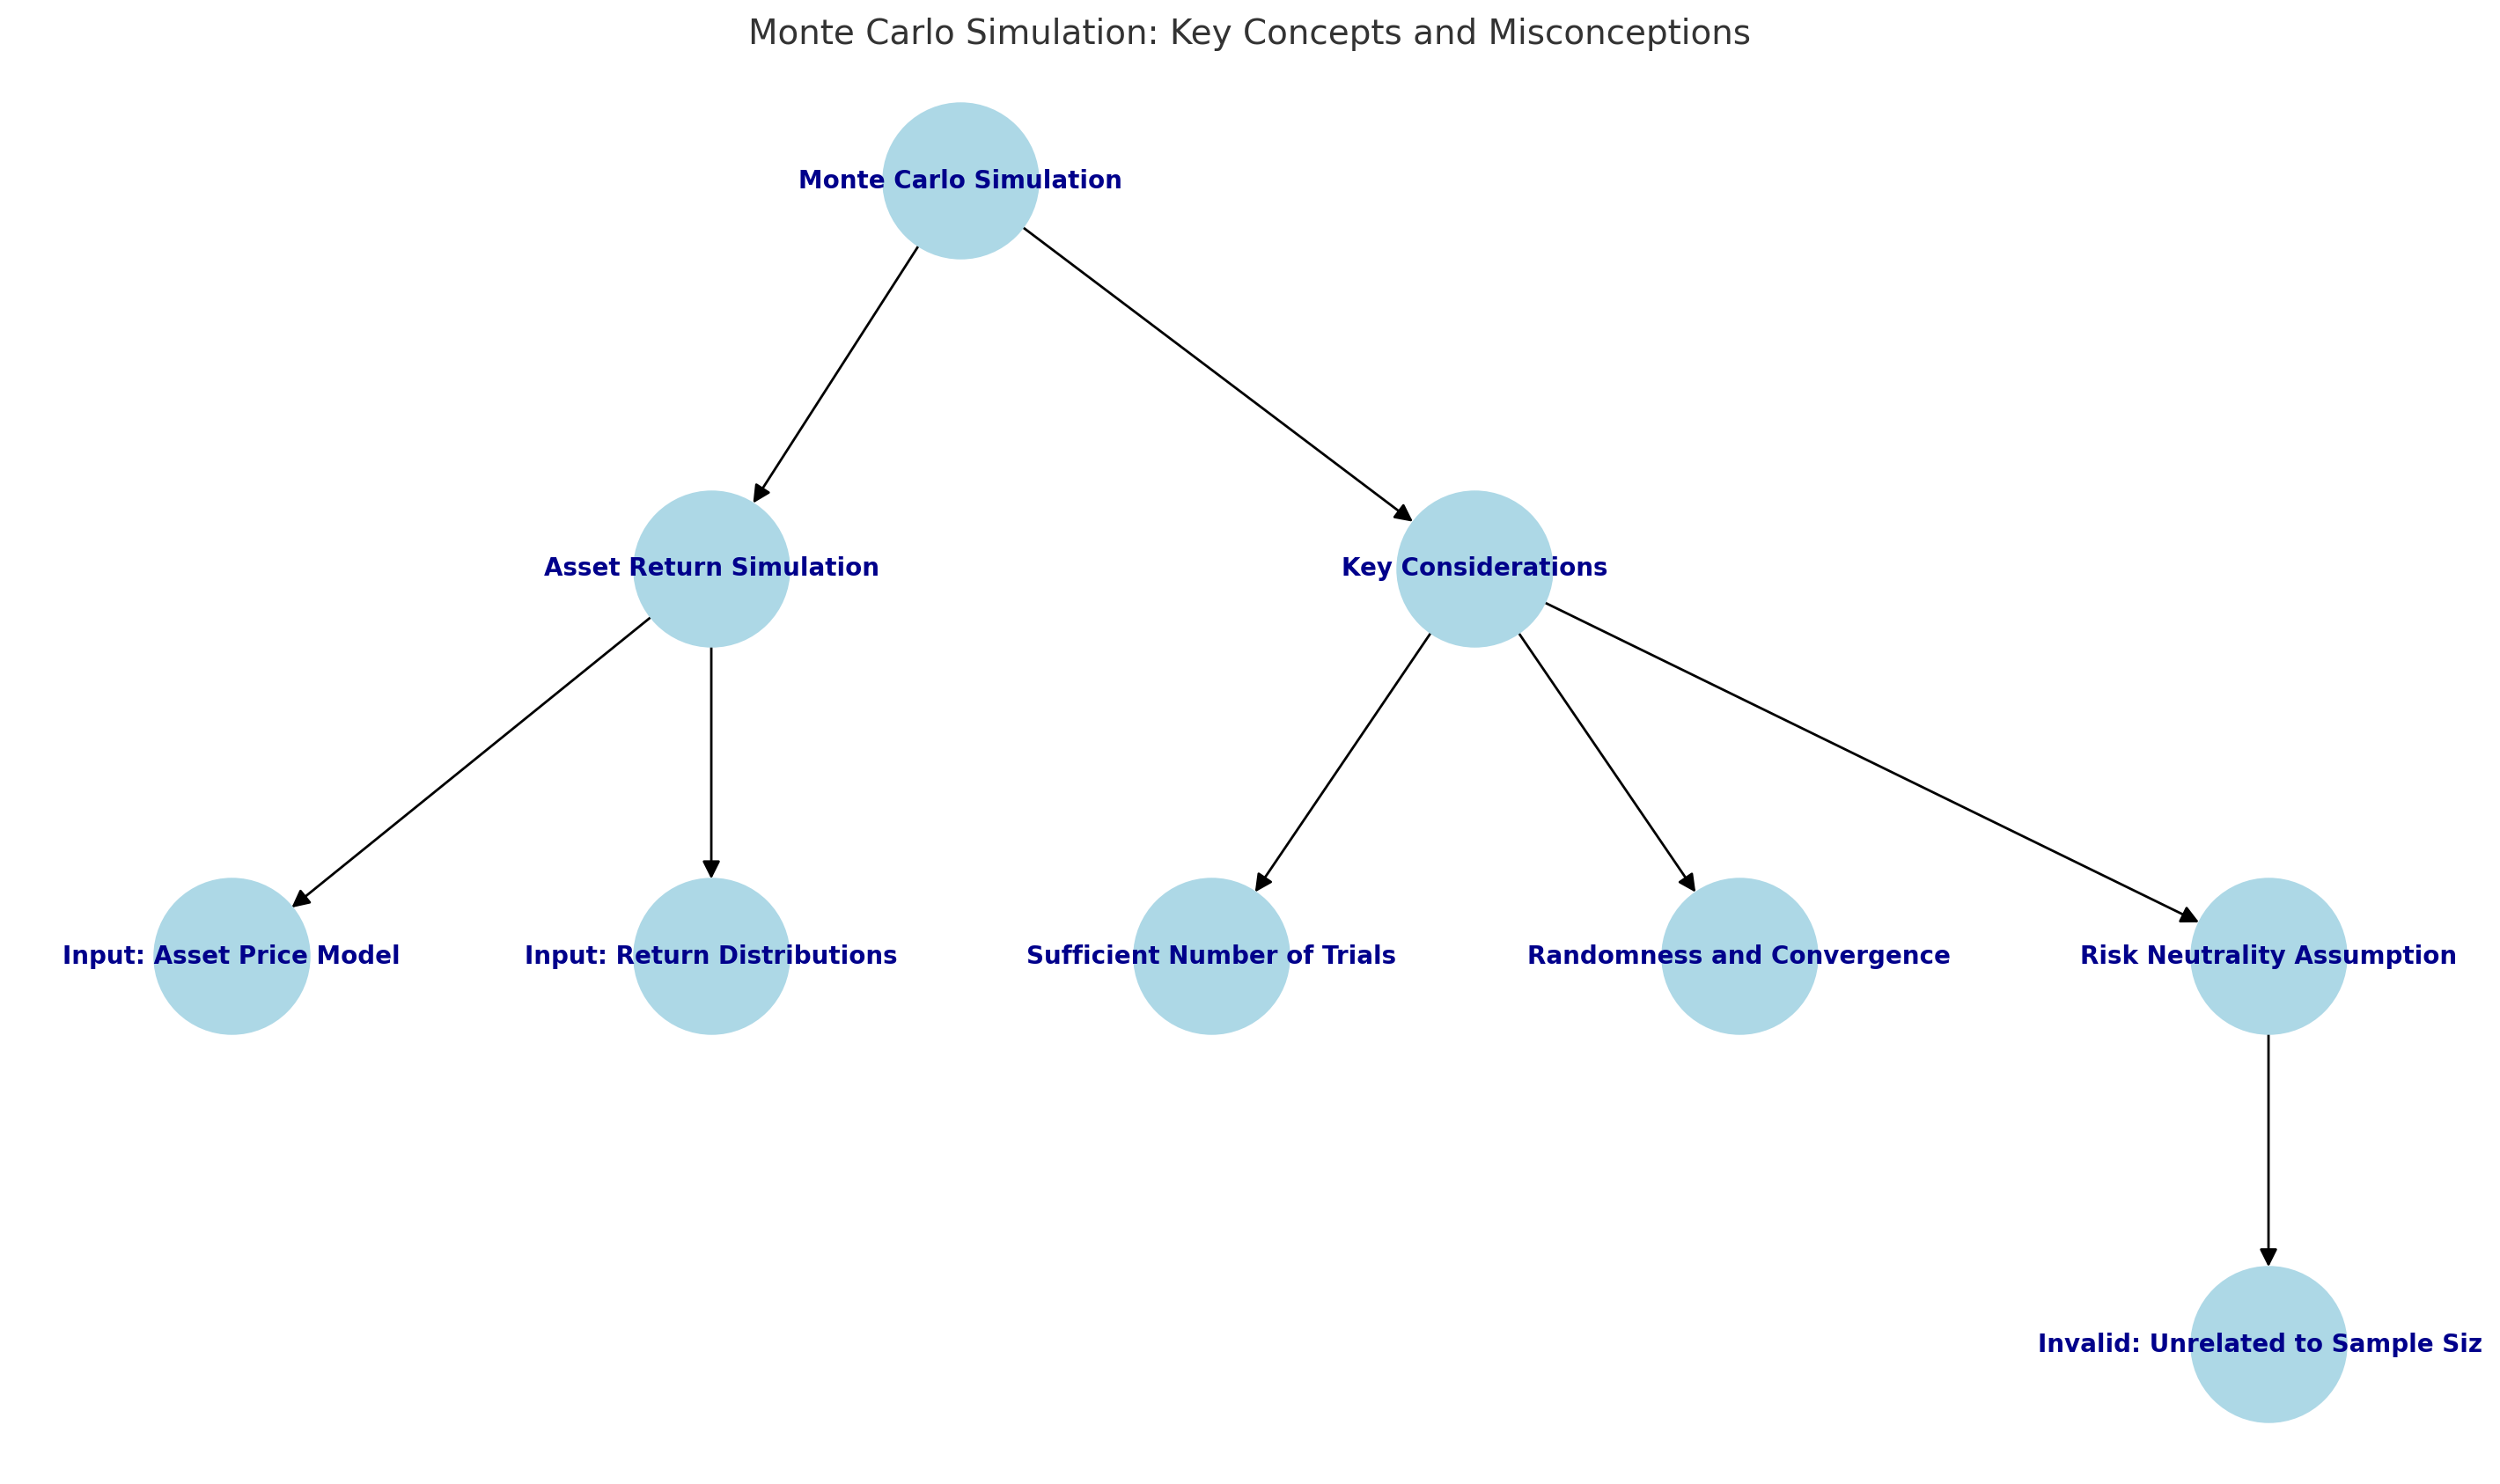 Monte Carlo Simulation: Key Concepts and Misconceptions
Monte Carlo Simulation
Asset Return Simulation
Key Considerations
Input: Asset Price Model
Input: Return Distributions
Sufficient Number of Trials
Randomness and Convergence
Risk Neutrality Assumption
Invalid: Unrelated to Sample Siz